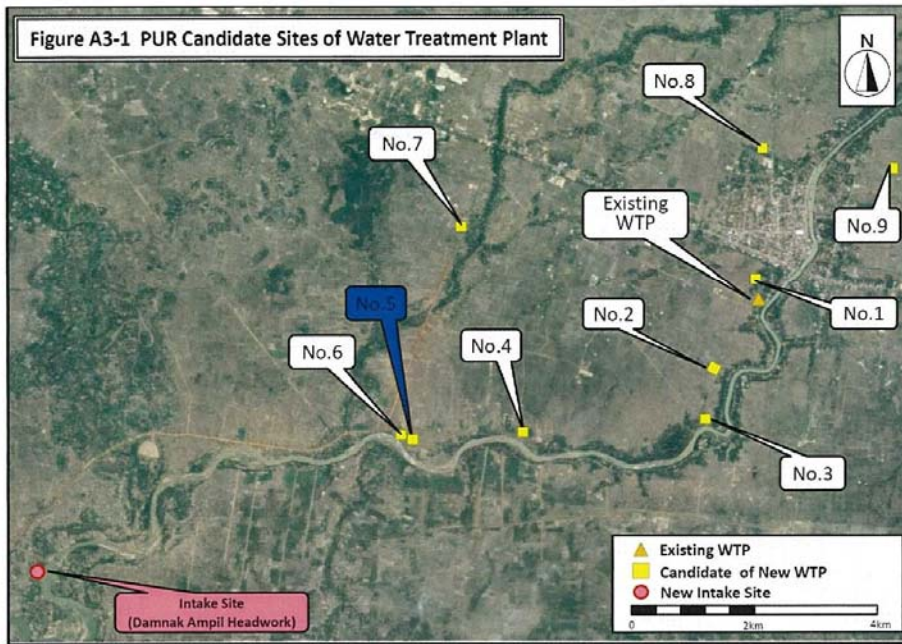 Figure A3-1 PUR Candidate Sites of Water Treatment Plant
N
No.8
No.7
Existing
WTP
No.9
No.5
No.1
No.2
No.6
No.4
No.3
Existing WTP
Candidate of New WTP
New Intake Site
0 2km 4km
Intake Site
(Damnak Ampil Headwork)